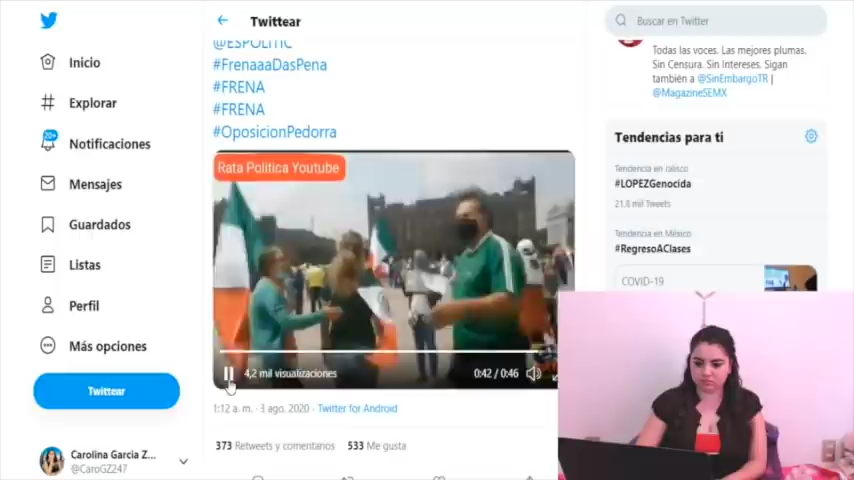 Twittear
Buscar en Twitter
Inicio
Explorar
20+
Notificaciones
Mensajes
Guardados
Listas
Perfil
Más opciones
Twittear
Carolina Garcia Z...
@CaroGZ247
@ESPOLITIC
#FrenaaaDasPena
#FRENA
#FRENA
#OposicionPedorra
Rata Politica Youtube
4,2 mil visualizaciones
0:42 / 0:46
1:12 a. m. · 3 ago. 2020 · Twitter for Android
373 Retweets y comentarios 533 Me gusta
Todas las voces. Las mejores plumas.
Sin Censura. Sin Intereses. Sigan
también a @SinEmbargoTR |
@MagazineSEMX
Tendencias para ti
Tendencia en Jalisco
#LOPEZGenocida
21.8 mil Tweets
Tendencia en México
#RegresoAClases
COVID-19